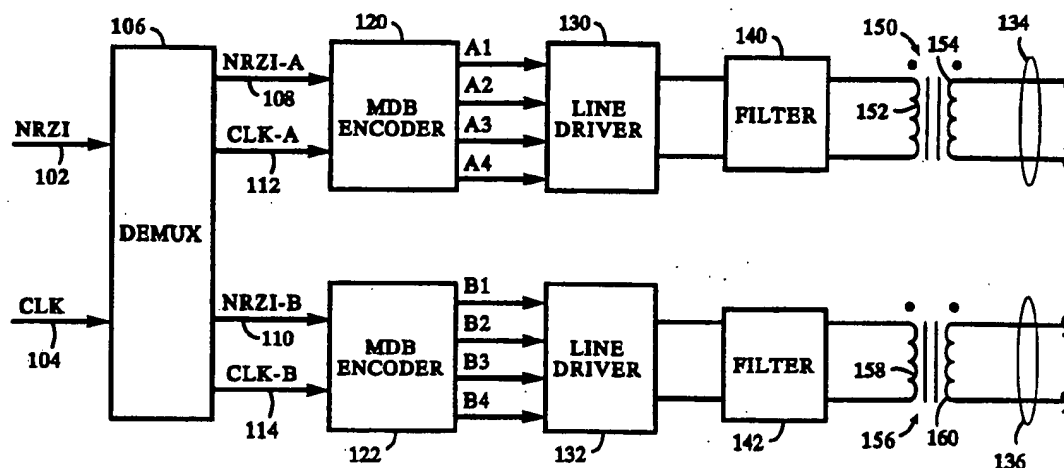 106
120
130
140
150
154
134
NRZI-A
108
A1
A2
A3
A4
MDB
ENCODER
LINE
DRIVER
FILTER
152
NRZI
102
CLK-A
112
DEMUX
CLK
104
NRZI-B
110
CLK-B
114
B1
B2
B3
B4
MDB
ENCODER
LINE
DRIVER
FILTER
158
122
132
142
156
160
136